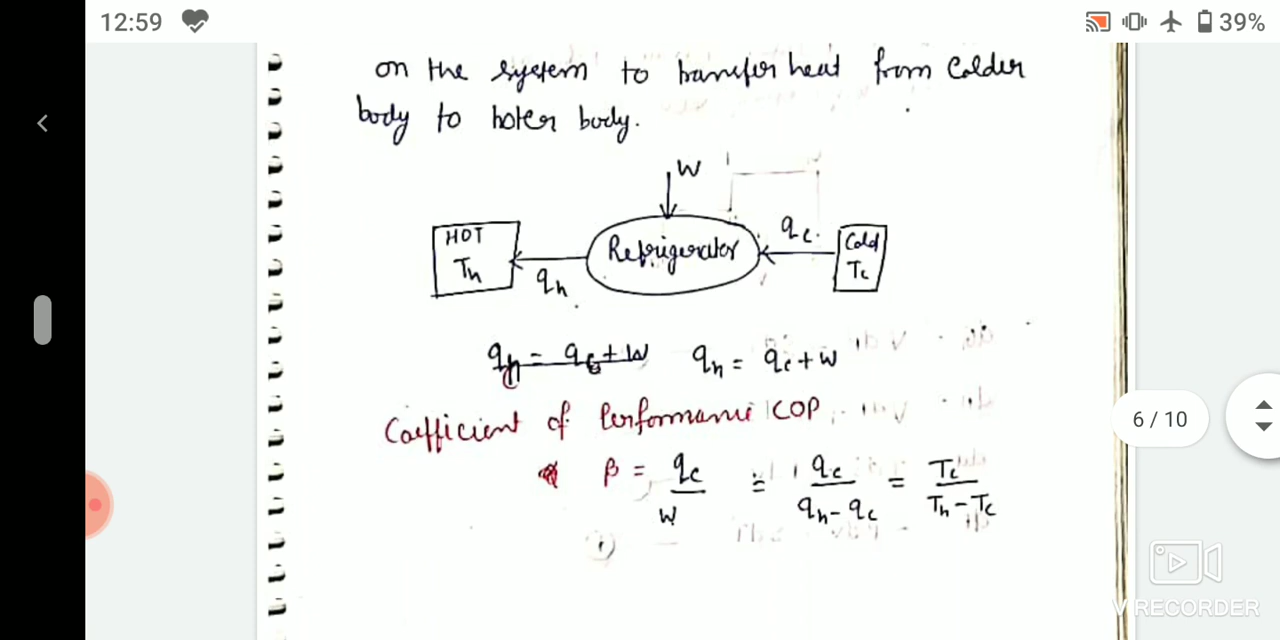 12:59 39%
on the system to transfer heat from Colder
body to hoter body.
W
HOT
Th
qh
Refrigerator
qc.
Cold
Tc
qh = qc + W qh = qc + W
Coefficient of Performance COP
β = qc / W = qc / qh - qc = Tc / Th - Tc
6 / 10
V RECORDER